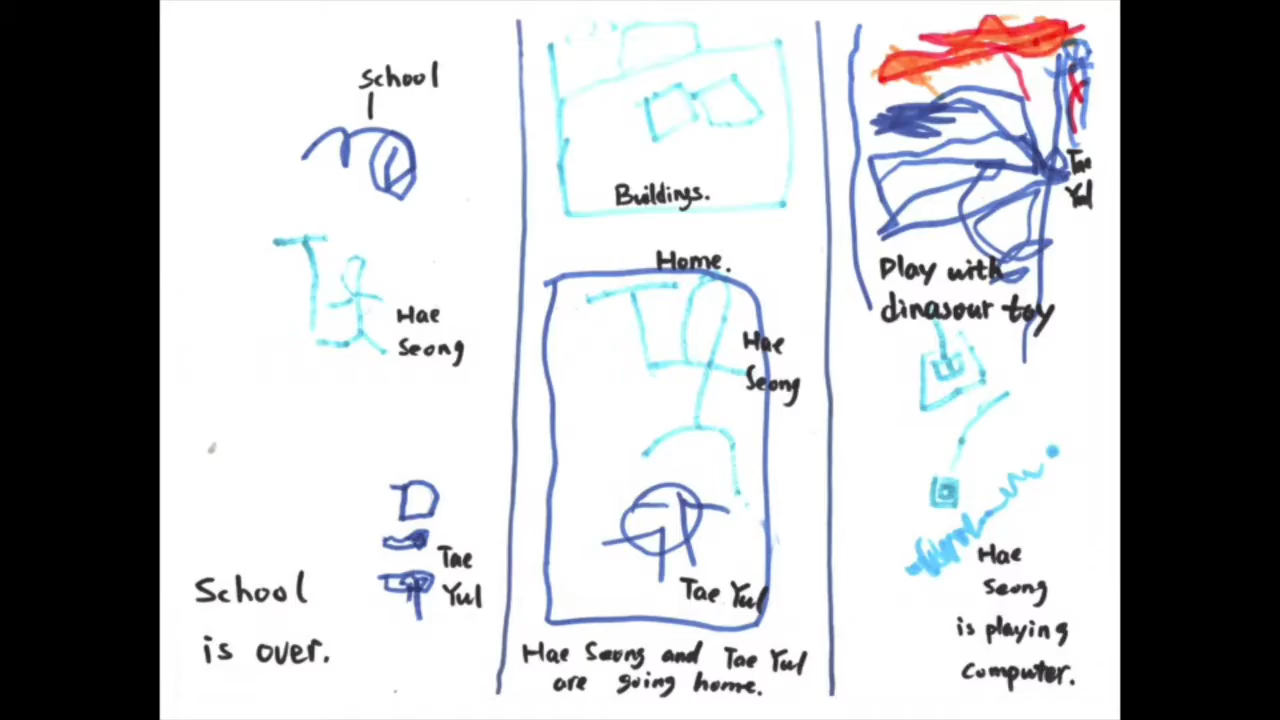 school
Hae
Seong
Tae
Yul
School
is over.
Buildings.
Home.
Hae
Seong
Tae Yul
Hae Seong and Tae Yul
are going home.
Tae
Yul
Play with
dinasour toy
Hae
Seong
is playing
Computer.